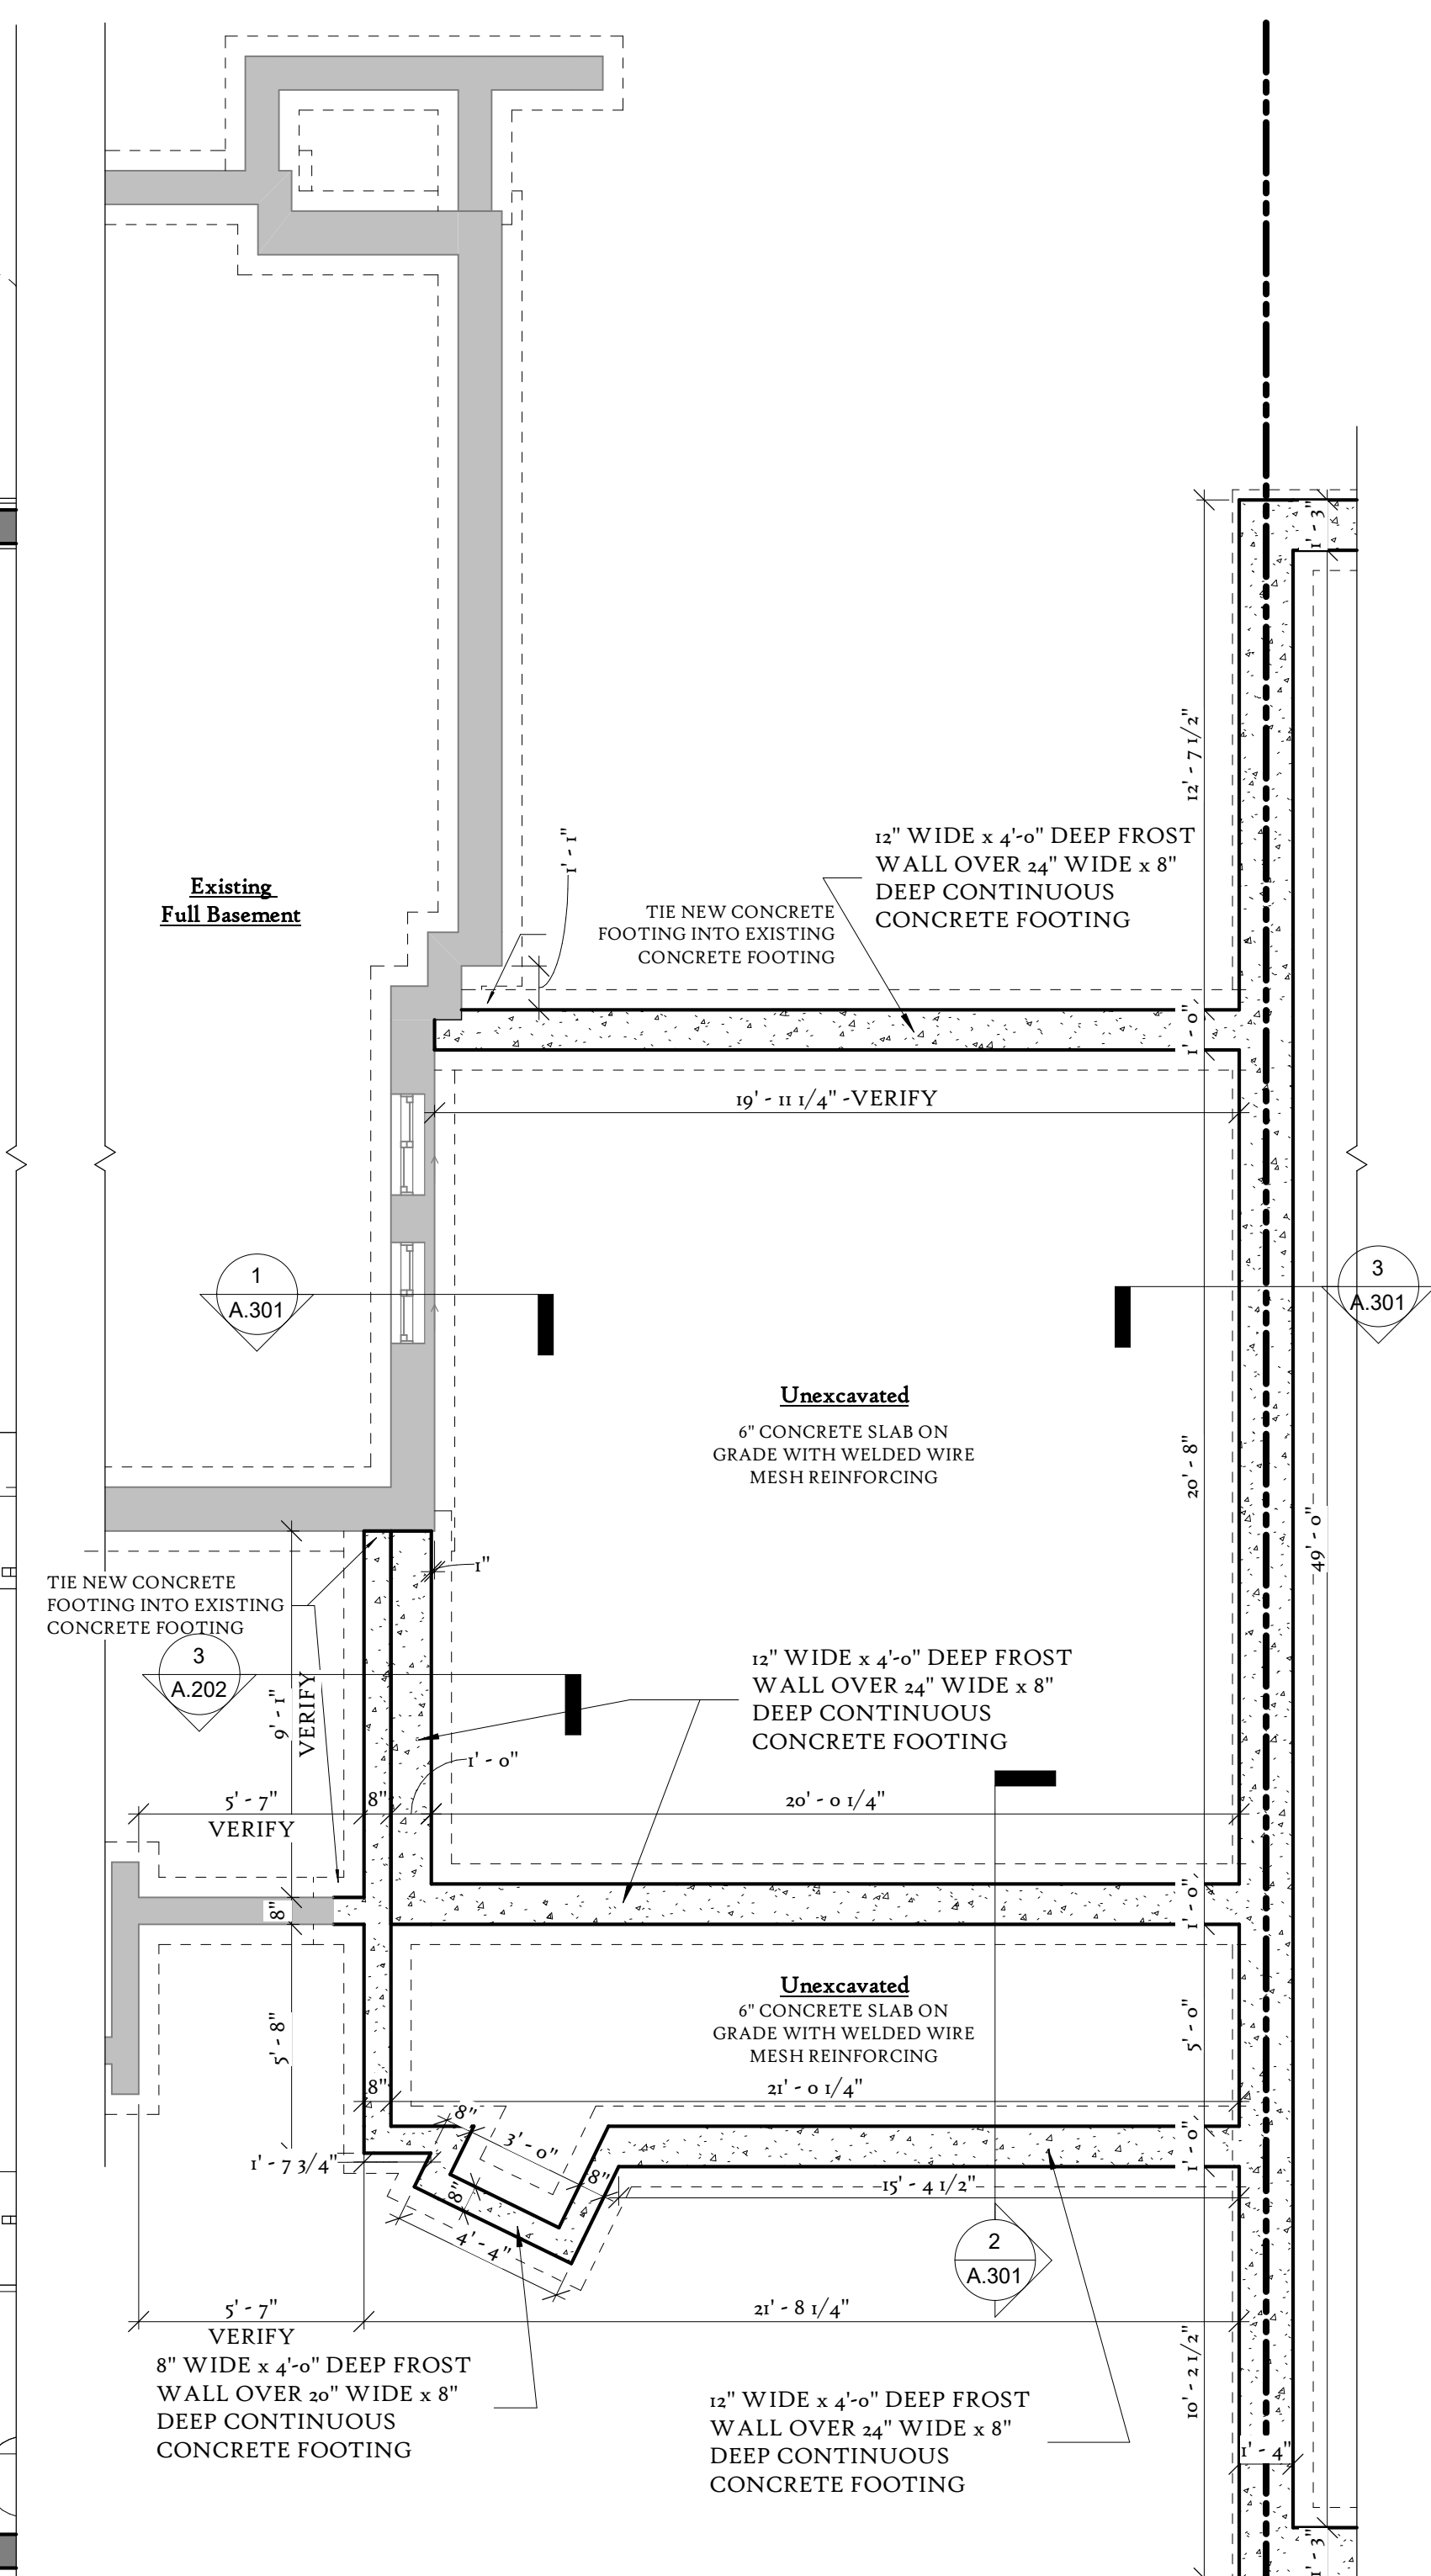 1' - 3"
12' - 7 1/2"
1' - 1"
12" WIDE x 4'-0" DEEP FROST
WALL OVER 24" WIDE x 8"
DEEP CONTINUOUS
CONCRETE FOOTING
Existing
Full Basement
TIE NEW CONCRETE
FOOTING INTO EXISTING
CONCRETE FOOTING
1' - 0"
19' - 11 1/4" -VERIFY
1
A.301
3
A.301
Unexcavated
6" CONCRETE SLAB ON
GRADE WITH WELDED WIRE
MESH REINFORCING
20' - 8"
49' - 0"
1"
TIE NEW CONCRETE
FOOTING INTO EXISTING
CONCRETE FOOTING
3
A.202
9' - 1"
VERIFY
12" WIDE x 4'-0" DEEP FROST
WALL OVER 24" WIDE x 8"
DEEP CONTINUOUS
CONCRETE FOOTING
1' - 0"
5' - 7"
VERIFY
8"
20' - 0 1/4"
8"
1' - 0"
Unexcavated
6" CONCRETE SLAB ON
GRADE WITH WELDED WIRE
MESH REINFORCING
5' - 8"
5' - 0"
8"
21' - 0 1/4"
8"
3' - 0"
1' - 0"
1' - 7 3/4"
8"
8"
15' - 4 1/2"
4' - 4"
2
A.301
5' - 7"
VERIFY
21' - 8 1/4"
8" WIDE x 4'-0" DEEP FROST
WALL OVER 20" WIDE x 8"
DEEP CONTINUOUS
CONCRETE FOOTING
12" WIDE x 4'-0" DEEP FROST
WALL OVER 24" WIDE x 8"
DEEP CONTINUOUS
CONCRETE FOOTING
10' - 2 1/2"
1' - 4"
1' - 3"